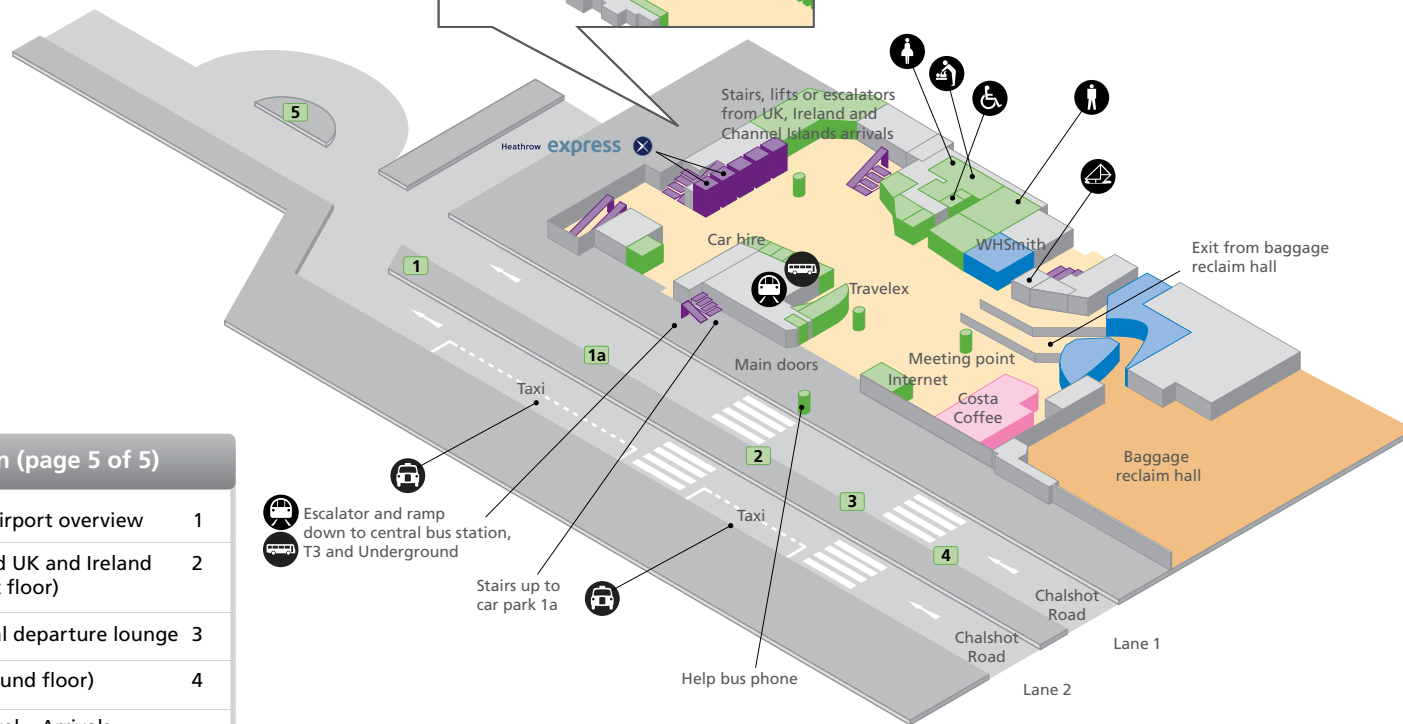 5
Stairs, lifts or escalators
from UK, Ireland and
Channel Islands arrivals
Heathrow express
Car hire
WHSmith
Exit from baggage
reclaim hall
1
Travelex
1a
Main doors
Meeting point
Internet
Taxi
Costa
Coffee
2
Baggage
reclaim hall
3
Taxi
4
Escalator and ramp
down to central bus station,
T3 and Underground
Stairs up to
car park 1a
Chalshot
Road
Lane 1
Chalshot
Road
Lane 2
Help bus phone
(page 5 of 5)
airport overview 1
UK and Ireland 2
floor)
departure lounge 3
floor) 4
Arrivals